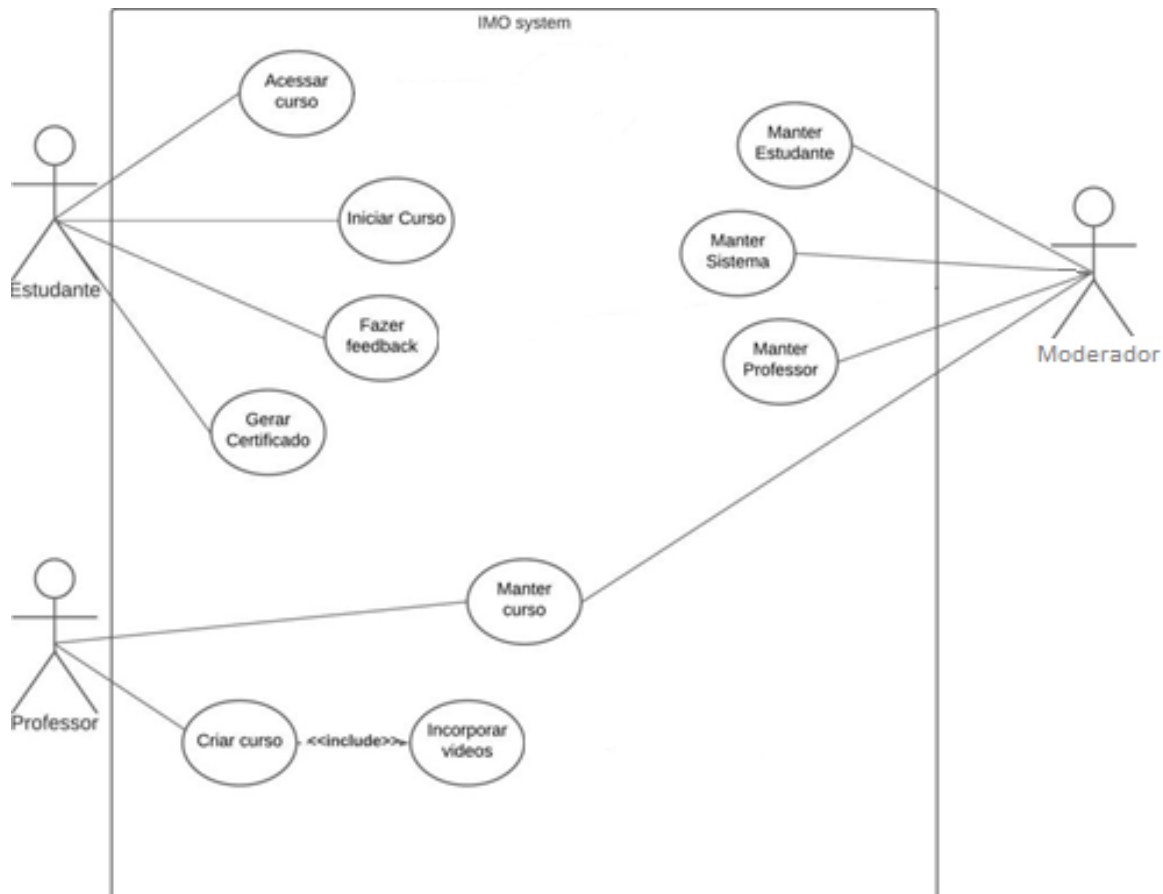 IMO system
Acessar
curso
Manter
Estudante
Iniciar Curso
Manter
Sistema
Estudante
Fazer
feedback
Manter
Professor
Moderador
Gerar
Certificado
Manter
curso
Professor
Criar curso
<<include>>
Incorporar
videos